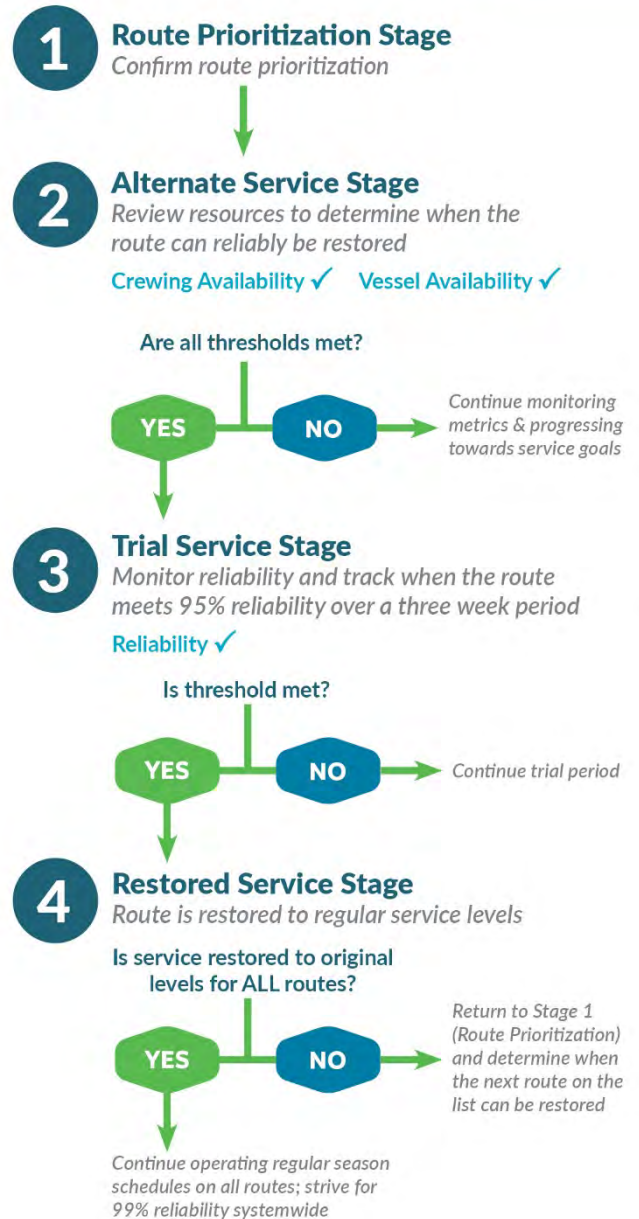 1
Route Prioritization Stage
Confirm route prioritization
2
Alternate Service Stage
Review resources to determine when the
route can reliably be restored
Crewing Availability ✓ Vessel Availability ✓
Are all thresholds met?
YES
NO
Continue monitoring
metrics & progressing
towards service goals
3
Trial Service Stage
Monitor reliability and track when the route
meets 95% reliability over a three week period
Reliability ✓
Is threshold met?
YES
NO
Continue trial period
4
Restored Service Stage
Route is restored to regular service levels
Is service restored to original
levels for ALL routes?
YES
NO
Return to Stage 1
(Route Prioritization)
and determine when
the next route on the
list can be restored
Continue operating regular season
schedules on all routes; strive for
99% reliability systemwide